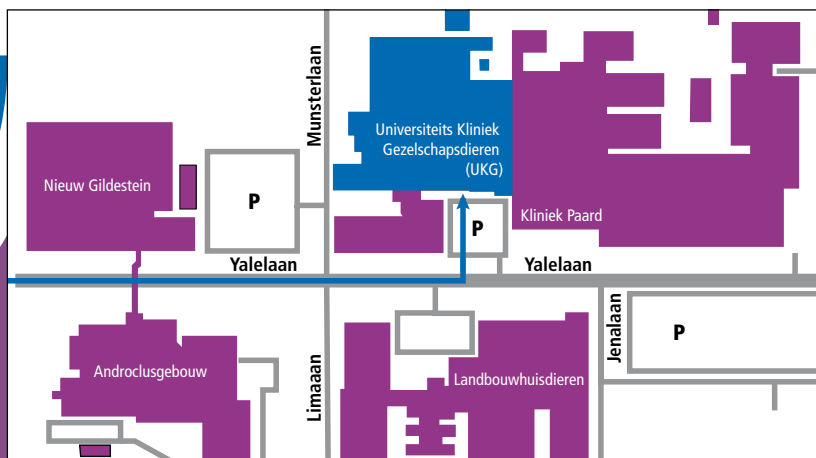 Munsterlaan
Universiteits Kliniek
Gezelschapsdieren
(UKG)
Nieuw Gildestein
P
Kliniek Paard
P
Yalelaan
Yalelaan
Jenalaan
P
Androclusgebouw
Limaaan
Landbouwhuisdieren